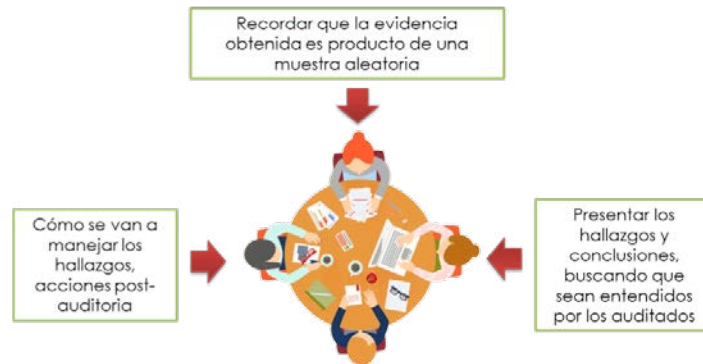 Recordar que la evidencia
obtenida es producto de una
muestra aleatoria
Cómo se van a
manejar los
hallazgos,
acciones post-
auditoria
Presentar los
hallazgos y
conclusiones,
buscando que
sean entendidos
por los auditados